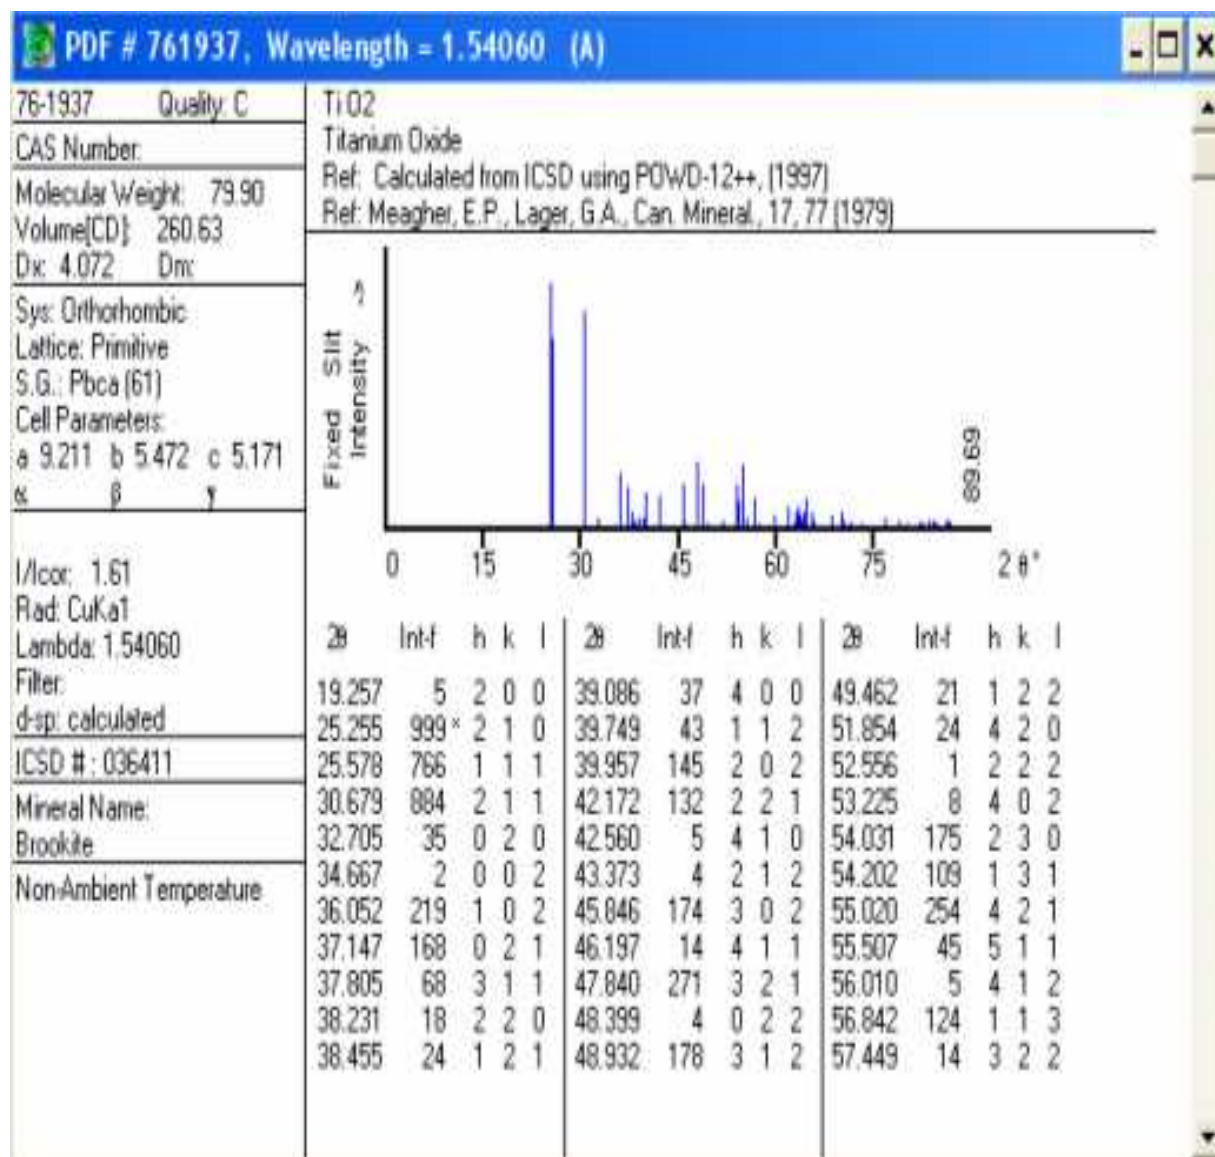 PDF # 761937, Wavelength = 1.54060 (A)
76-1937 Quality: C
CAS Number:
Molecular Weight: 79.90
Volume[CD]: 260.63
Dx: 4.072 Dm:
Sys: Orthorhombic
Lattice: Primitive
S.G.: Pbca (61)
Cell Parameters:
a 9.211 b 5.472 c 5.171
α β γ
I/Icor: 1.61
Rad: CuKa1
Lambda: 1.54060
Filter:
d-sp: calculated
ICSD # : 036411
Mineral Name:
Brookite
Non-Ambient Temperature
Ti O2
Titanium Oxide
Ref: Calculated from ICSD using POWD-12++, (1997)
Ref: Meagher, E.P., Lager, G.A., Can. Mineral., 17, 77 (1979)
Fixed Slit
Intensity ->
89.69
0 15 30 45 60 75 2 θ°
2θ Int-f h k l 2θ Int-f h k l 2θ Int-f h k l
19.257 5 2 0 0 39.086 37 4 0 0 49.462 21 1 2 2
25.255 999* 2 1 0 39.749 43 1 1 2 51.854 24 4 2 0
25.578 766 1 1 1 39.957 145 2 0 2 52.556 1 2 2 2
30.679 884 2 1 1 42.172 132 2 2 1 53.225 8 4 0 2
32.705 35 0 2 0 42.560 5 4 1 0 54.031 175 2 3 0
34.667 2 0 0 2 43.373 4 2 1 2 54.202 109 1 3 1
36.052 219 1 0 2 45.846 174 3 0 2 55.020 254 4 2 1
37.147 168 0 2 1 46.197 14 4 1 1 55.507 45 5 1 1
37.805 68 3 1 1 47.840 271 3 2 1 56.010 5 4 1 2
38.231 18 2 2 0 48.399 4 0 2 2 56.842 124 1 1 3
38.455 24 1 2 1 48.932 178 3 1 2 57.449 14 3 2 2